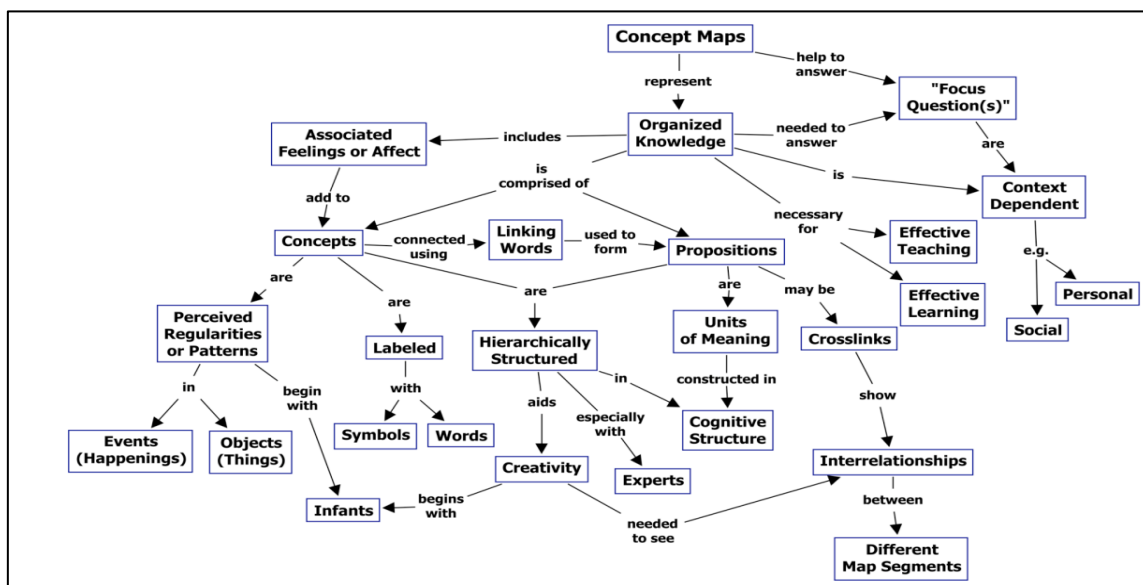 Concept Maps
help to
answer
represent
"Focus
Question(s)"
Associated
Feelings or Affect
includes
Organized
Knowledge
needed to
answer
are
is
comprised of
is
Context
Dependent
add to
necessary
for
Concepts
connected
using
Linking
Words
used to
form
Propositions
Effective
Teaching
e.g.
are
are
are
are
may be
Effective
Learning
Personal
Perceived
Regularities
or Patterns
Labeled
Hierarchically
Structured
Units
of Meaning
Crosslinks
Social
in
begin
with
with
aids
in
constructed in
especially
with
show
Events
(Happenings)
Objects
(Things)
Symbols
Words
Cognitive
Structure
Creativity
Experts
Interrelationships
Infants
begins
with
needed
to see
between
Different
Map Segments